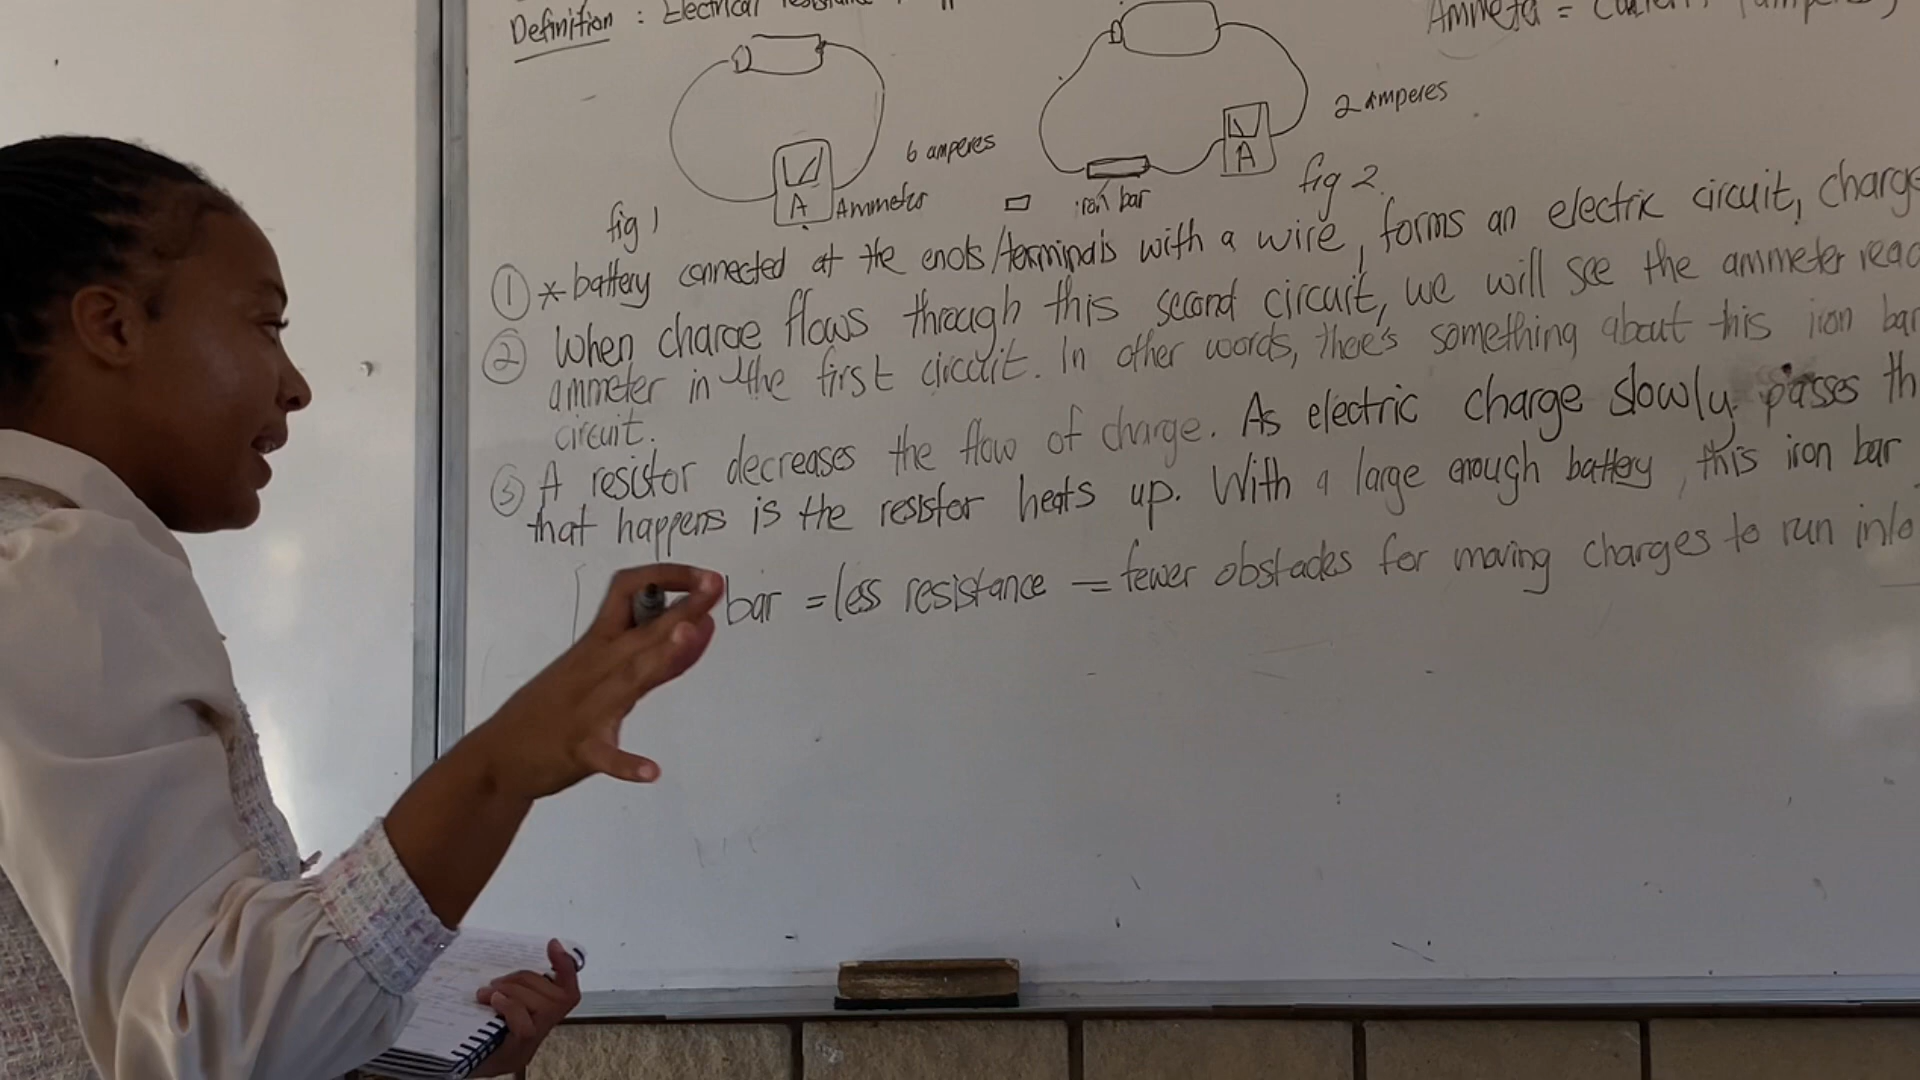 Definition : Electrical resistance :
Ammeter = Current (amperes)
6 amperes
2 amperes
A
Ammeter
A
iron bar
fig 1
fig 2.
① * battery connected at the ends/terminals with a wire, forms an electric circuit, charge
② When charge flows through this second circuit, we will see the ammeter read
ammeter in the first circuit. In other words, there's something about this iron bar
circuit.
③ A resistor decreases the flow of charge. As electric charge slowly passes th
that happens is the resistor heats up. With a large enough battery, this iron bar
bar = less resistance = fewer obstacles for moving charges to run into